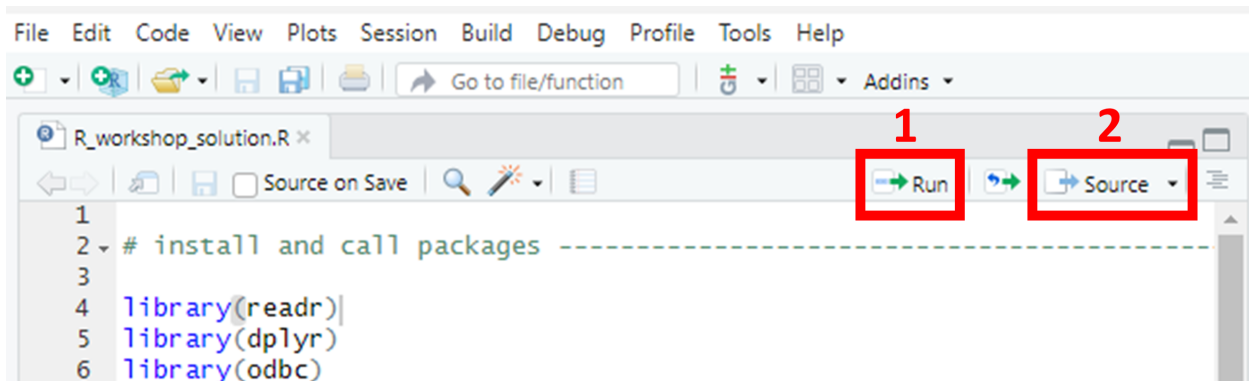 File Edit Code View Plots Session Build Debug Profile Tools Help
Go to file/function Addins
R_workshop_solution.R
1 2
Source on Save Run Source
1
2 # install and call packages -----------------------------------------
3
4 library(readr)
5 library(dplyr)
6 library(odbc)